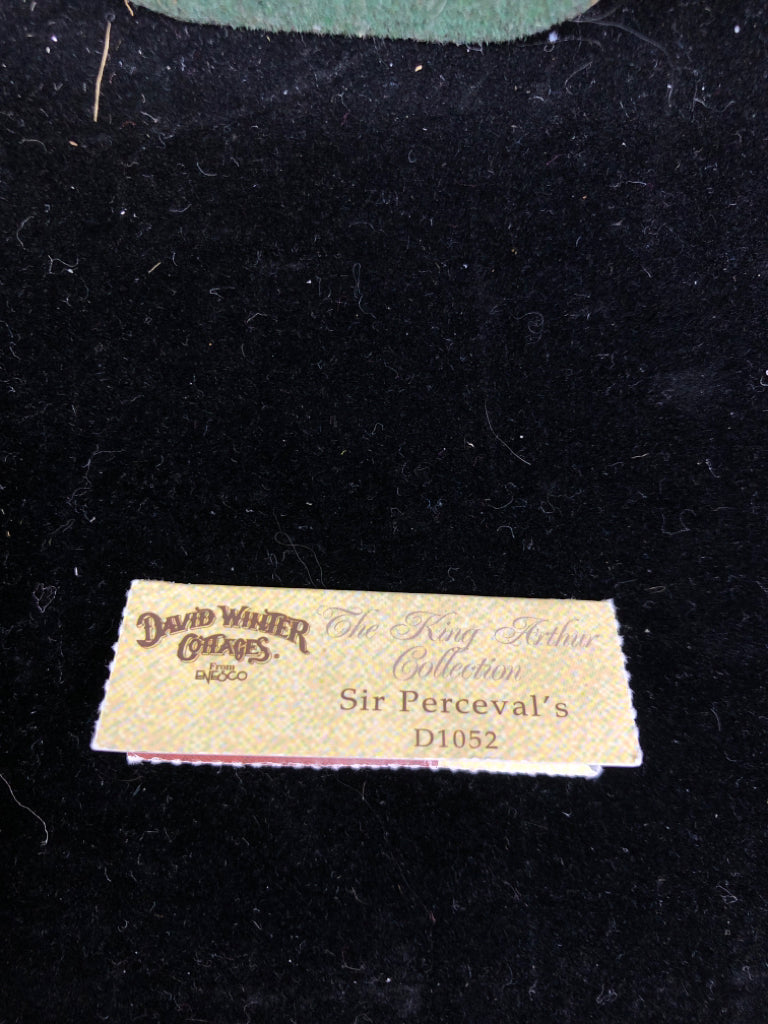 DAVID WINTER
COTTAGES.
From
ENESCO
The King Arthur
Collection
Sir Perceval's
D1052